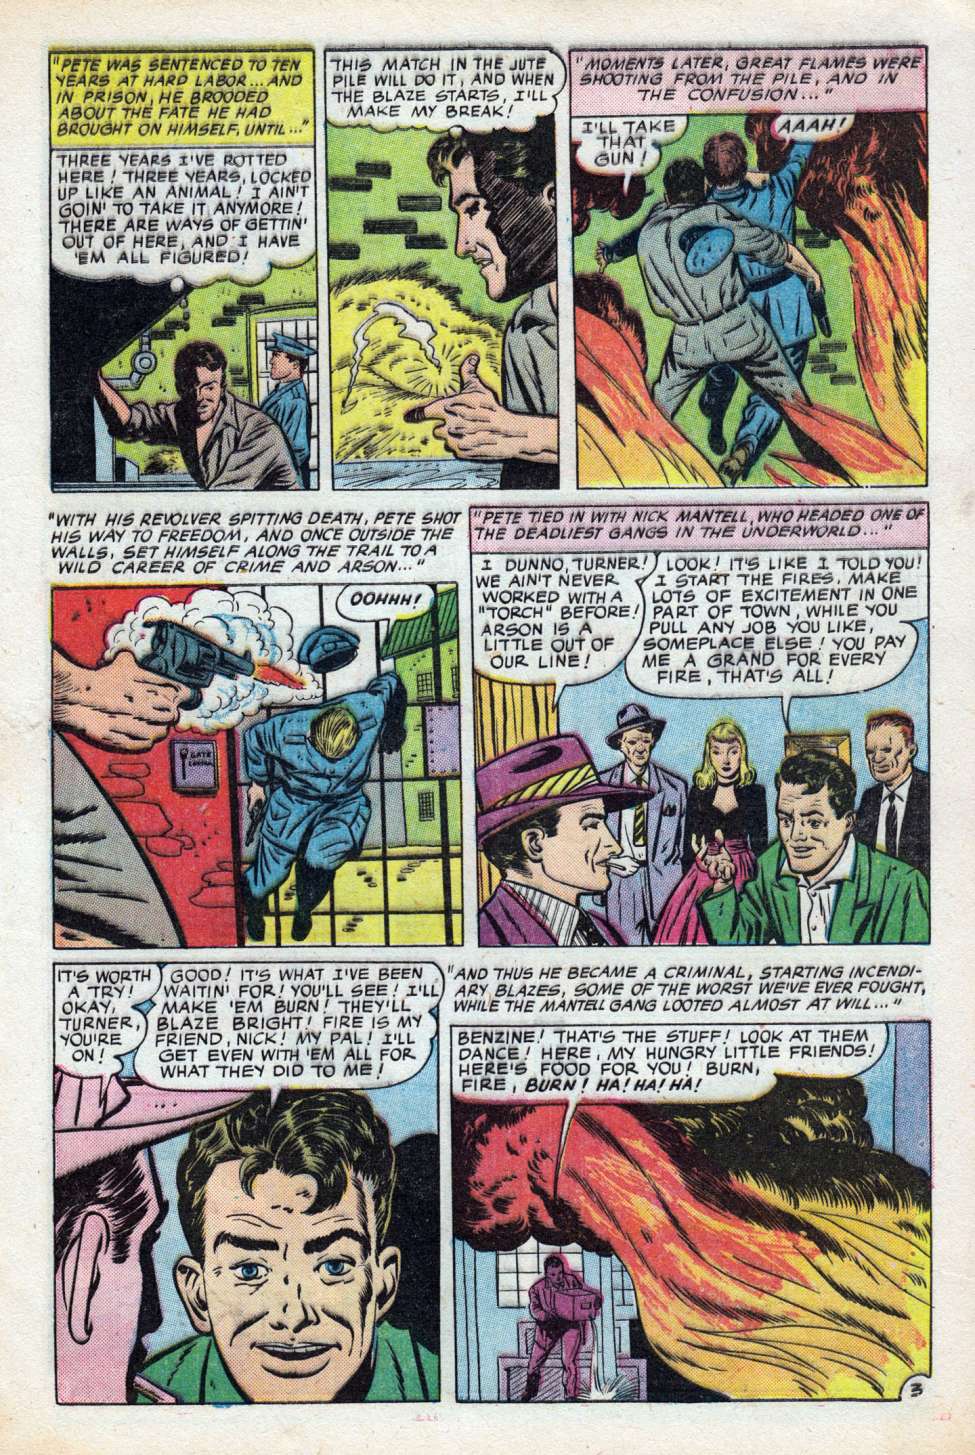 "PETE WAS SENTENCED TO TEN
YEARS AT HARD LABOR...AND
IN PRISON, HE BROODED
ABOUT THE FATE HE HAD
BROUGHT ON HIMSELF, UNTIL..."
THREE YEARS I'VE ROTTED
HERE! THREE YEARS, LOCKED
UP LIKE AN ANIMAL! I AIN'T
GOIN' TO TAKE IT ANYMORE!
THERE ARE WAYS OF GETTIN'
OUT OF HERE, AND I HAVE
'EM ALL FIGURED!
THIS MATCH IN THE JUTE
PILE WILL DO IT, AND WHEN
THE BLAZE STARTS, I'LL
MAKE MY BREAK!
"MOMENTS LATER, GREAT FLAMES WERE
SHOOTING FROM THE PILE, AND IN
THE CONFUSION..."
I'LL TAKE
THAT
GUN!
AAAH!
"WITH HIS REVOLVER SPITTING DEATH, PETE SHOT
HIS WAY TO FREEDOM, AND ONCE OUTSIDE THE
WALLS, SET HIMSELF ALONG THE TRAIL TO A
WILD CAREER OF CRIME AND ARSON..."
OOHHH!
GATE
CONTROL
"PETE TIED IN WITH NICK MANTELL, WHO HEADED ONE OF
THE DEADLIEST GANGS IN THE UNDERWORLD..."
I DUNNO, TURNER!
WE AIN'T NEVER
WORKED WITH A
"TORCH" BEFORE!
ARSON IS A
LITTLE OUT OF
OUR LINE!
LOOK! IT'S LIKE I TOLD YOU!
I START THE FIRES, MAKE
LOTS OF EXCITEMENT IN ONE
PART OF TOWN, WHILE YOU
PULL ANY JOB YOU LIKE,
SOMEPLACE ELSE! YOU PAY
ME A GRAND FOR EVERY
FIRE, THAT'S ALL!
IT'S WORTH
A TRY!
OKAY,
TURNER,
YOU'RE
ON!
GOOD! IT'S WHAT I'VE BEEN
WAITIN' FOR! YOU'LL SEE! I'LL
MAKE 'EM BURN! THEY'LL
BLAZE BRIGHT! FIRE IS MY
FRIEND, NICK! MY PAL! I'LL
GET EVEN WITH 'EM ALL FOR
WHAT THEY DID TO ME!
"AND THUS HE BECAME A CRIMINAL, STARTING INCENDI-
ARY BLAZES, SOME OF THE WORST WE'VE EVER FOUGHT,
WHILE THE MANTELL GANG LOOTED ALMOST AT WILL..."
BENZINE! THAT'S THE STUFF! LOOK AT THEM
DANCE! HERE, MY HUNGRY LITTLE FRIENDS!
HERE'S FOOD FOR YOU! BURN,
FIRE, BURN! HA! HA! HA!
3